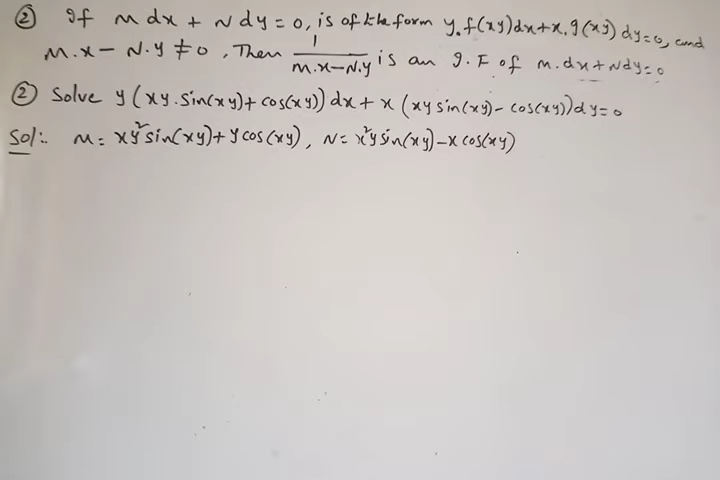 ② If M dx + N dy = 0, is of the form y.f(xy)dx + x.g(xy) dy = 0, and
M.x − N.y ≠ 0, Then 1/(M.x−N.y) is an I.F of M.dx + Ndy = 0
② Solve y (xy.sin(xy) + cos(xy)) dx + x (xy sin(xy) − cos(xy)) dy = 0
Sol:. M = xy² sin(xy) + y cos(xy), N = x²y sin(xy) − x cos(xy)